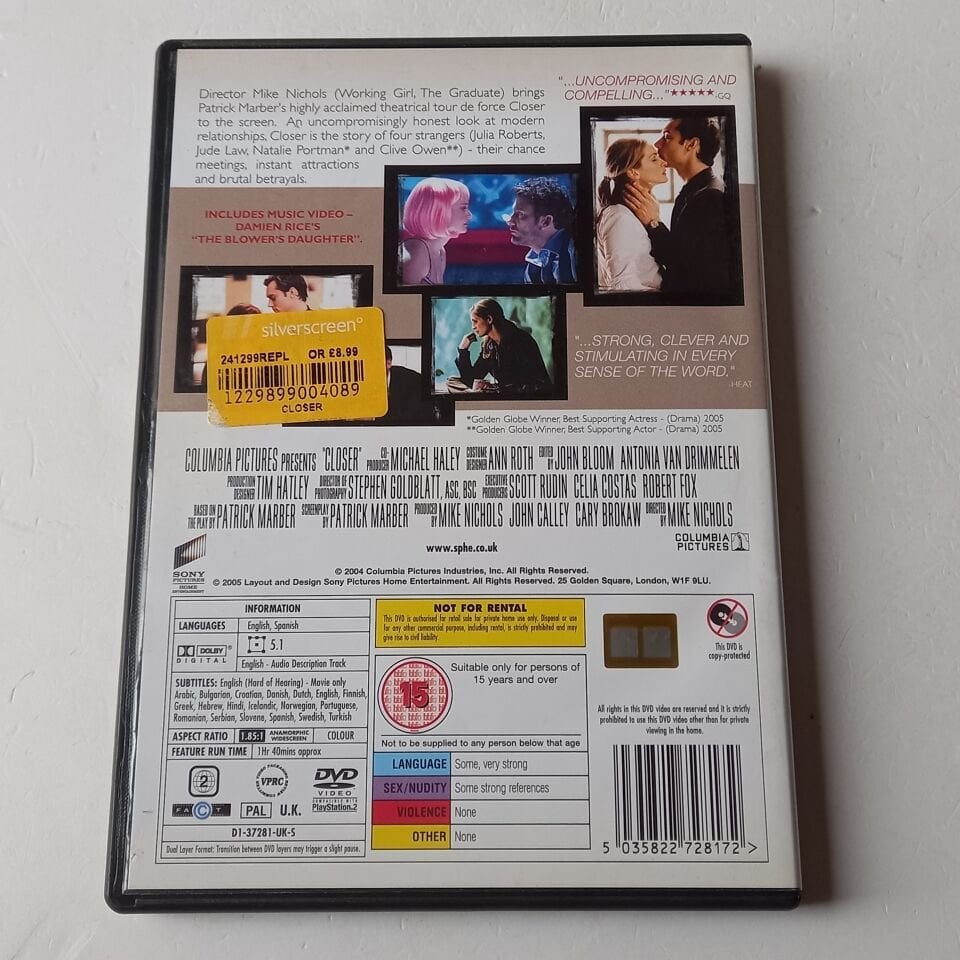 Director Mike Nichols (Working Girl, The Graduate) brings
Patrick Marber's highly acclaimed theatrical tour de force Closer
to the screen. An uncompromisingly honest look at modern
relationships, Closer is the story of four strangers (Julia Roberts,
Jude Law, Natalie Portman* and Clive Owen**) - their chance
meetings, instant attractions
and brutal betrayals.
"...UNCOMPROMISING AND
COMPELLING..."★★★★★-GQ
INCLUDES MUSIC VIDEO –
DAMIEN RICE'S
"THE BLOWER'S DAUGHTER".
silverscreen°
241299REPL OR £8.99
1229899004089
CLOSER
"...STRONG, CLEVER AND
STIMULATING IN EVERY
SENSE OF THE WORD."
-HEAT
*Golden Globe Winner, Best Supporting Actress - (Drama) 2005
**Golden Globe Winner, Best Supporting Actor - (Drama) 2005
COLUMBIA PICTURES PRESENTS "CLOSER" CO-PRODUCER MICHAEL HALEY COSTUME DESIGNER ANN ROTH EDITED BY JOHN BLOOM ANTONIA VAN DRIMMELEN
PRODUCTION DESIGNER TIM HATLEY DIRECTOR OF PHOTOGRAPHY STEPHEN GOLDBLATT, ASC, BSC EXECUTIVE PRODUCERS SCOTT RUDIN CELIA COSTAS ROBERT FOX
BASED ON THE PLAY BY PATRICK MARBER SCREENPLAY BY PATRICK MARBER PRODUCED BY MIKE NICHOLS JOHN CALLEY CARY BROKAW DIRECTED BY MIKE NICHOLS
www.sphe.co.uk
COLUMBIA
PICTURES
SONY
PICTURES
HOME
ENTERTAINMENT
© 2004 Columbia Pictures Industries, Inc. All Rights Reserved.
© 2005 Layout and Design Sony Pictures Home Entertainment. All Rights Reserved. 25 Golden Square, London, W1F 9LU.
INFORMATION
LANGUAGES English, Spanish
DOLBY DIGITAL 5.1
English - Audio Description Track
SUBTITLES: English (Hard of Hearing) - Movie only
Arabic, Bulgarian, Croatian, Danish, Dutch, English, Finnish,
Greek, Hebrew, Hindi, Icelandic, Norwegian, Portuguese,
Romanian, Serbian, Slovene, Spanish, Swedish, Turkish
ASPECT RATIO 1.85:1 ANAMORPHIC WIDESCREEN COLOUR
FEATURE RUN TIME 1Hr 40mins approx
2 VPRC DVD
VIDEO
COMPATIBLE WITH
PlayStation.2
FACT PAL U.K.
D1-37281-UK-S
Dual Layer Format: Transition between DVD layers may trigger a slight pause.
NOT FOR RENTAL
This DVD is authorised for retail sale for private home use only. Disposal or use
for any other commercial purpose, including rental, is strictly prohibited and may
give rise to civil liability.
15
Suitable only for persons of
15 years and over
Not to be supplied to any person below that age
LANGUAGE Some, very strong
SEX/NUDITY Some strong references
VIOLENCE None
OTHER None
This DVD is
copy-protected
All rights in this DVD video are reserved and it is strictly
prohibited to use this DVD video other than for private
viewing in the home.
5 035822 728172 >